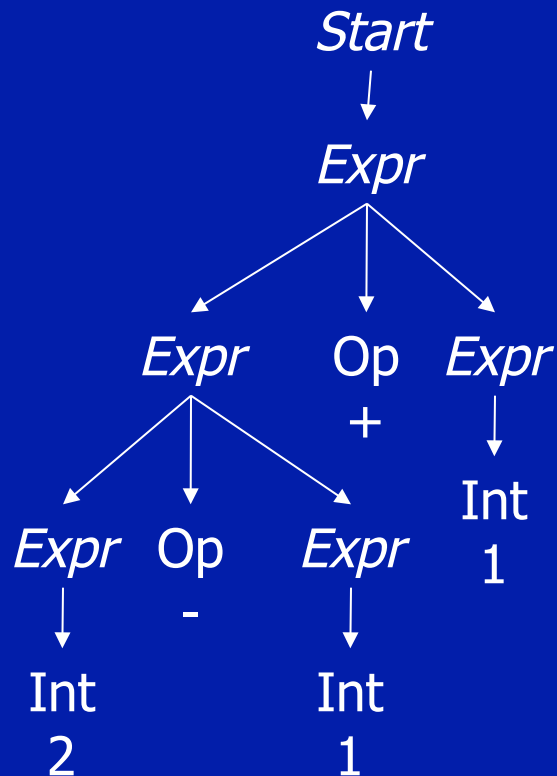 Start
Expr
Expr Op Expr
+
Int
1
Expr Op Expr
-
Int Int
2 1